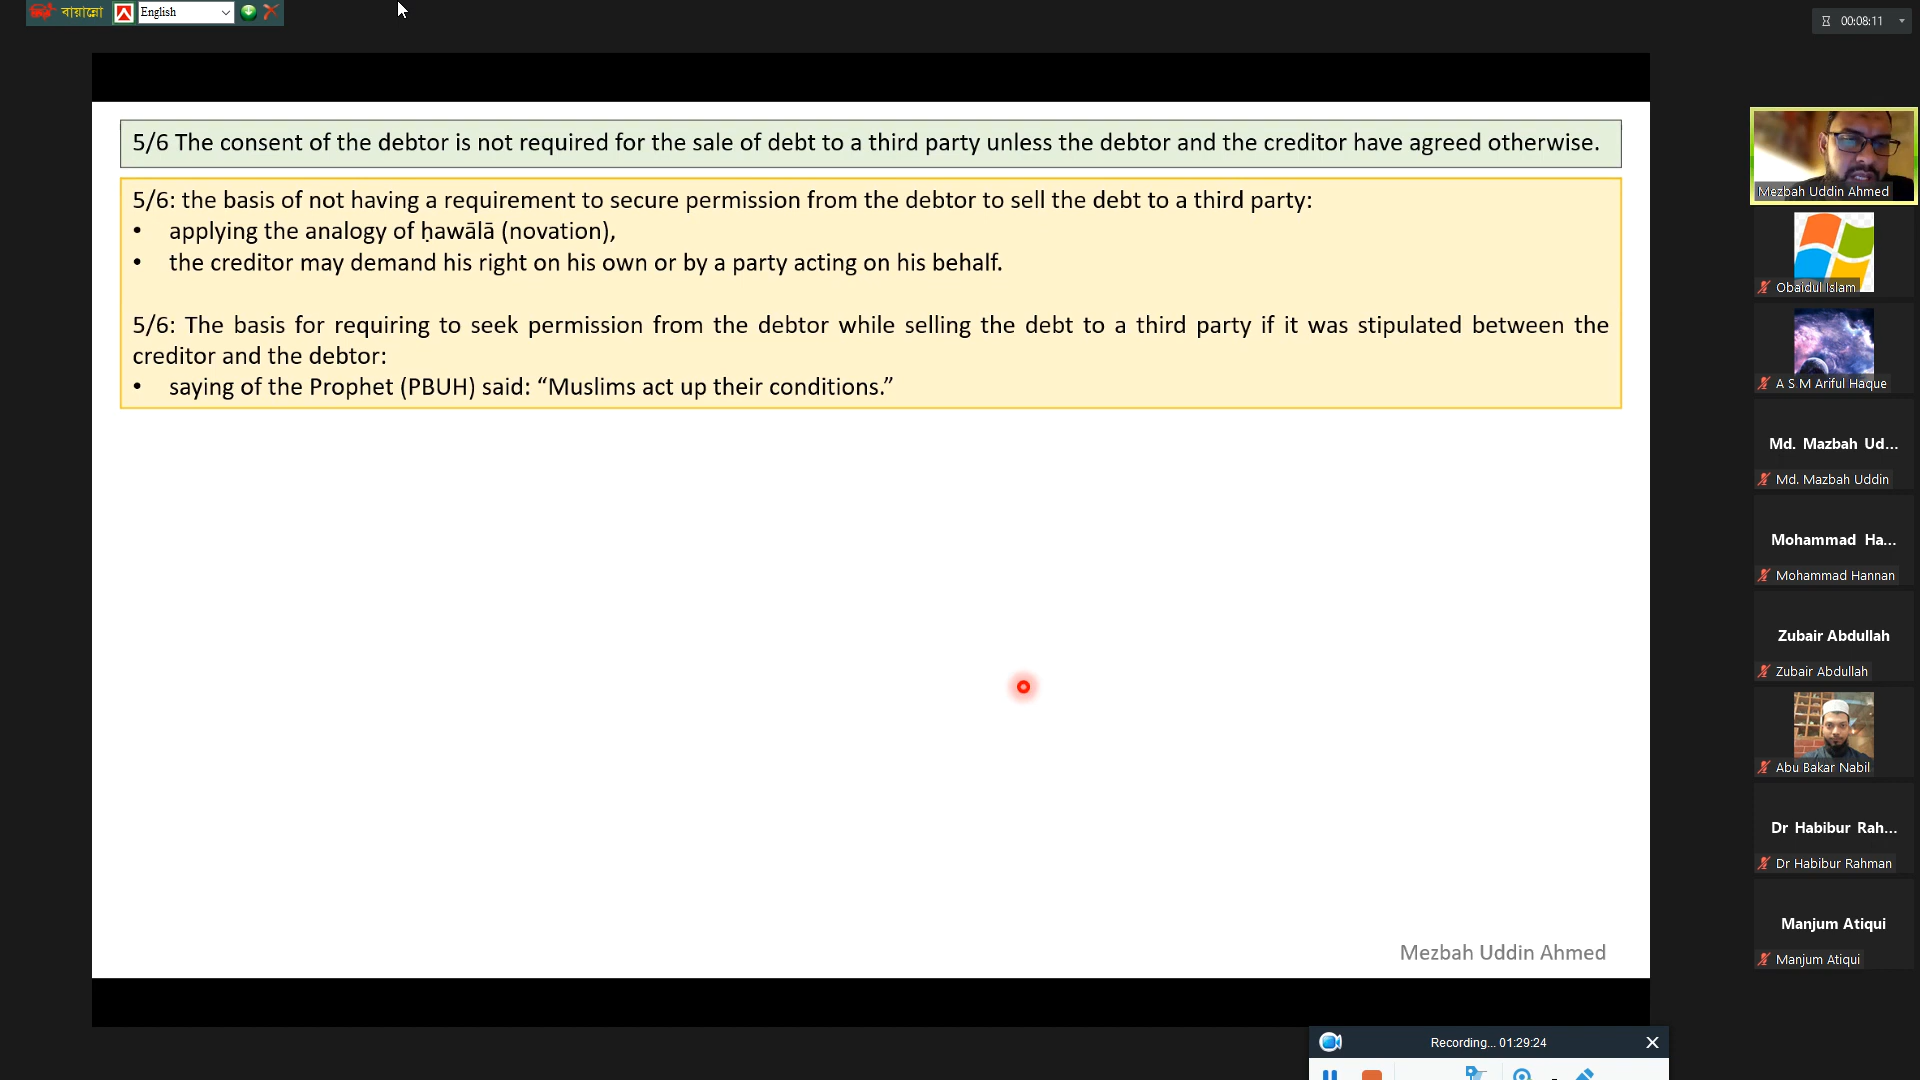 বায়ান্নো English
00:08:11
5/6 The consent of the debtor is not required for the sale of debt to a third party unless the debtor and the creditor have agreed otherwise.
5/6: the basis of not having a requirement to secure permission from the debtor to sell the debt to a third party:
• applying the analogy of ḥawālā (novation),
• the creditor may demand his right on his own or by a party acting on his behalf.
5/6: The basis for requiring to seek permission from the debtor while selling the debt to a third party if it was stipulated between the
creditor and the debtor:
• saying of the Prophet (PBUH) said: “Muslims act up their conditions.”
Mezbah Uddin Ahmed
Mezbah Uddin Ahmed
Obaidul Islam
A S M Ariful Haque
Md. Mazbah Ud...
Md. Mazbah Uddin
Mohammad Ha...
Mohammad Hannan
Zubair Abdullah
Zubair Abdullah
Abu Bakar Nabil
Dr Habibur Rah...
Dr Habibur Rahman
Manjum Atiqui
Manjum Atiqui
Recording... 01:29:24